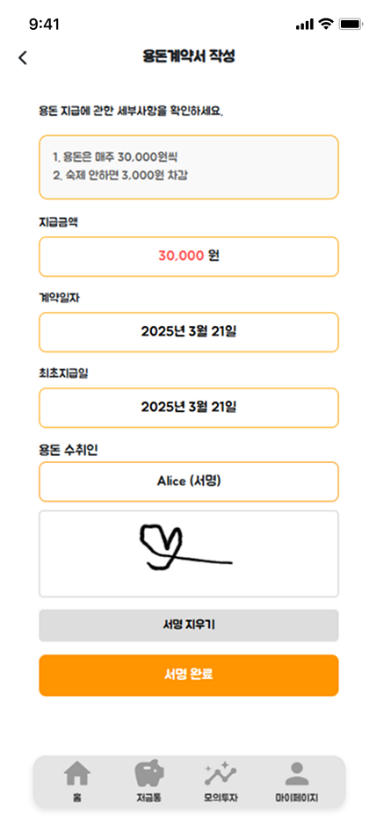 9:41
용돈계약서 작성
용돈 지급에 관한 세부사항을 확인하세요.
1. 용돈은 매주 30,000원씩
2. 숙제 안하면 3,000원 차감
지급금액
30,000 원
계약일자
2025년 3월 21일
최초지급일
2025년 3월 21일
용돈 수취인
Alice (서명)
서명 지우기
서명 완료
홈 저금통 모의투자 마이페이지